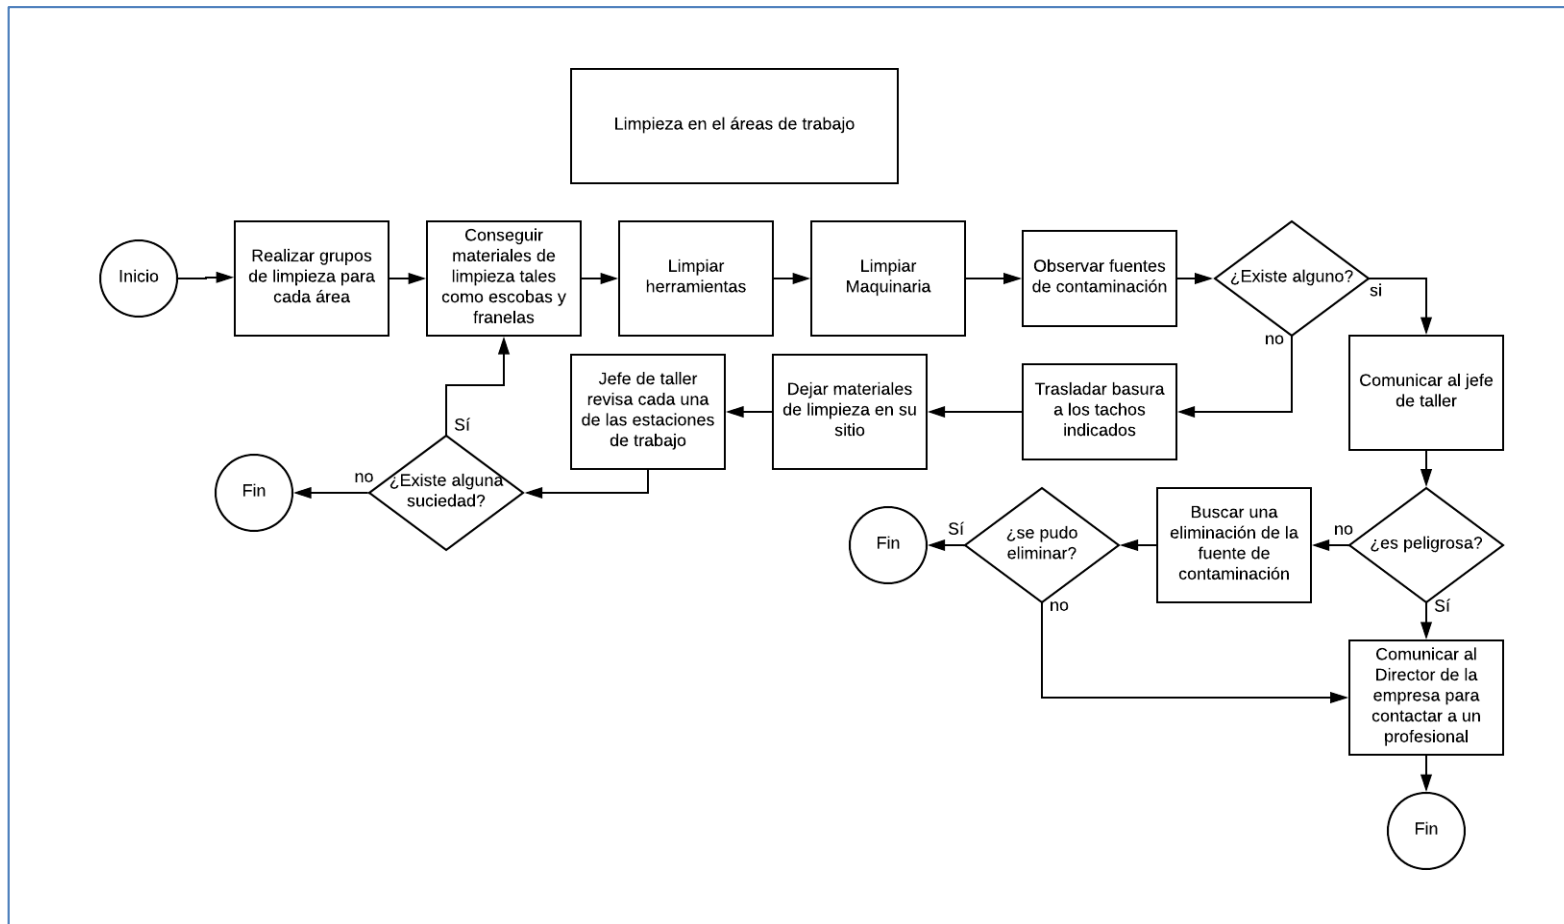 Limpieza en el áreas de trabajo
Inicio
Realizar grupos
de limpieza para
cada área
Conseguir
materiales de
limpieza tales
como escobas y
franelas
Limpiar
herramientas
Limpiar
Maquinaria
Observar fuentes
de contaminación
¿Existe alguno?
si
no
Comunicar al jefe
de taller
Trasladar basura
a los tachos
indicados
Dejar materiales
de limpieza en su
sitio
Jefe de taller
revisa cada una
de las estaciones
de trabajo
Sí
¿Existe alguna
suciedad?
no
Fin
¿es peligrosa?
no
Sí
Buscar una
eliminación de la
fuente de
contaminación
¿se pudo
eliminar?
Sí
no
Fin
Comunicar al
Director de la
empresa para
contactar a un
profesional
Fin